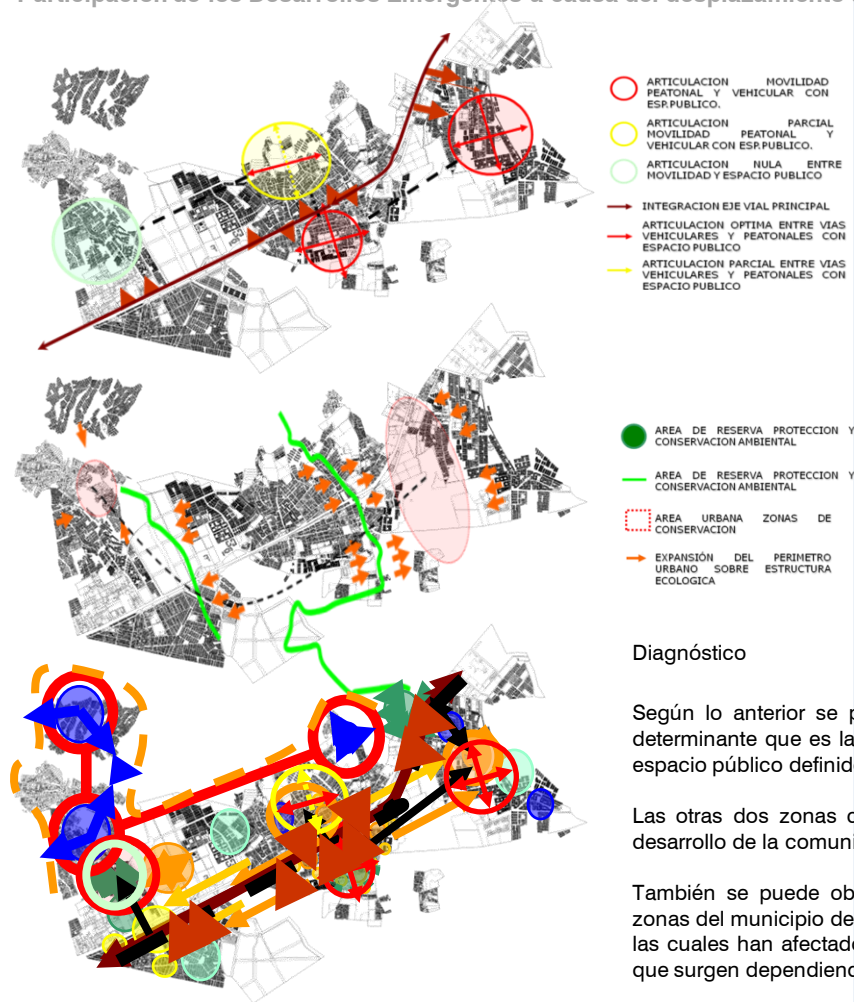 Participación de los Desarrollos Emergentes a causa del desplazamiento
ARTICULACION MOVILIDAD
PEATONAL Y VEHICULAR CON
ESP.PUBLICO.
ARTICULACION PARCIAL
MOVILIDAD PEATONAL Y
VEHICULAR CON ESP.PUBLICO.
ARTICULACION NULA ENTRE
MOVILIDAD Y ESPACIO PUBLICO
INTEGRACION EJE VIAL PRINCIPAL
ARTICULACION OPTIMA ENTRE VIAS
VEHICULARES Y PEATONALES CON
ESPACIO PUBLICO
ARTICULACION PARCIAL ENTRE VIAS
VEHICULARES Y PEATONALES CON
ESPACIO PUBLICO
AREA DE RESERVA PROTECCION Y
CONSERVACION AMBIENTAL
AREA DE RESERVA PROTECCION Y
CONSERVACION AMBIENTAL
AREA URBANA ZONAS DE
CONSERVACION
EXPANSIÓN DEL PERIMETRO
URBANO SOBRE ESTRUCTURA
ECOLOGICA
Diagnóstico
Según lo anterior se p
determinante que es la
espacio público definid
Las otras dos zonas
desarrollo de la comuni
También se puede ob
zonas del municipio de
las cuales han afectad
que surgen dependien